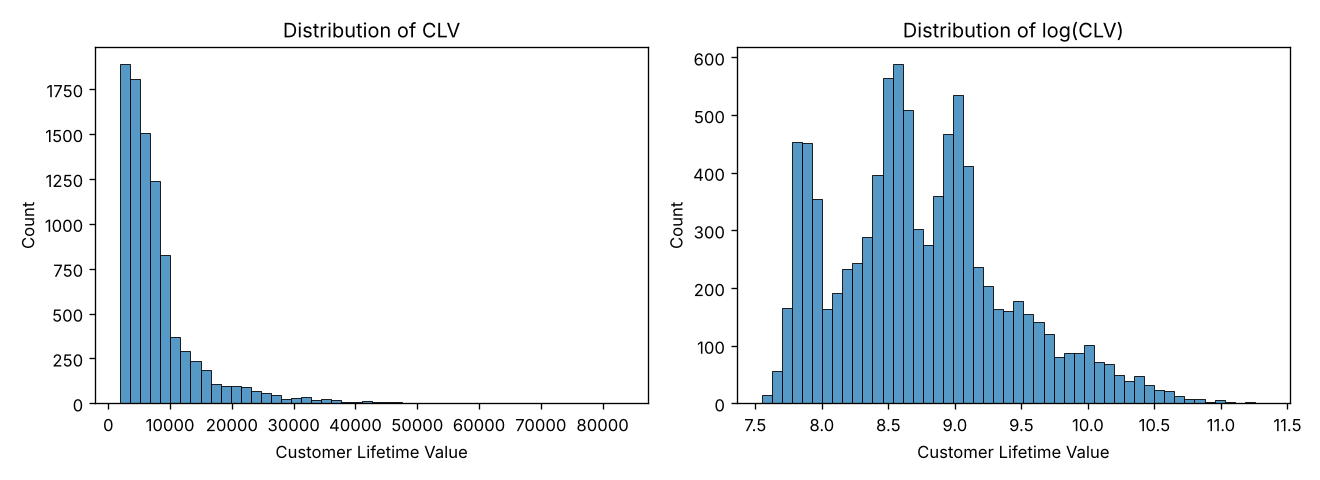 Distribution of CLV
Count
1750
1500
1250
1000
750
500
250
0
0 10000 20000 30000 40000 50000 60000 70000 80000
Customer Lifetime Value
Distribution of log(CLV)
Count
600
500
400
300
200
100
0
7.5 8.0 8.5 9.0 9.5 10.0 10.5 11.0 11.5
Customer Lifetime Value